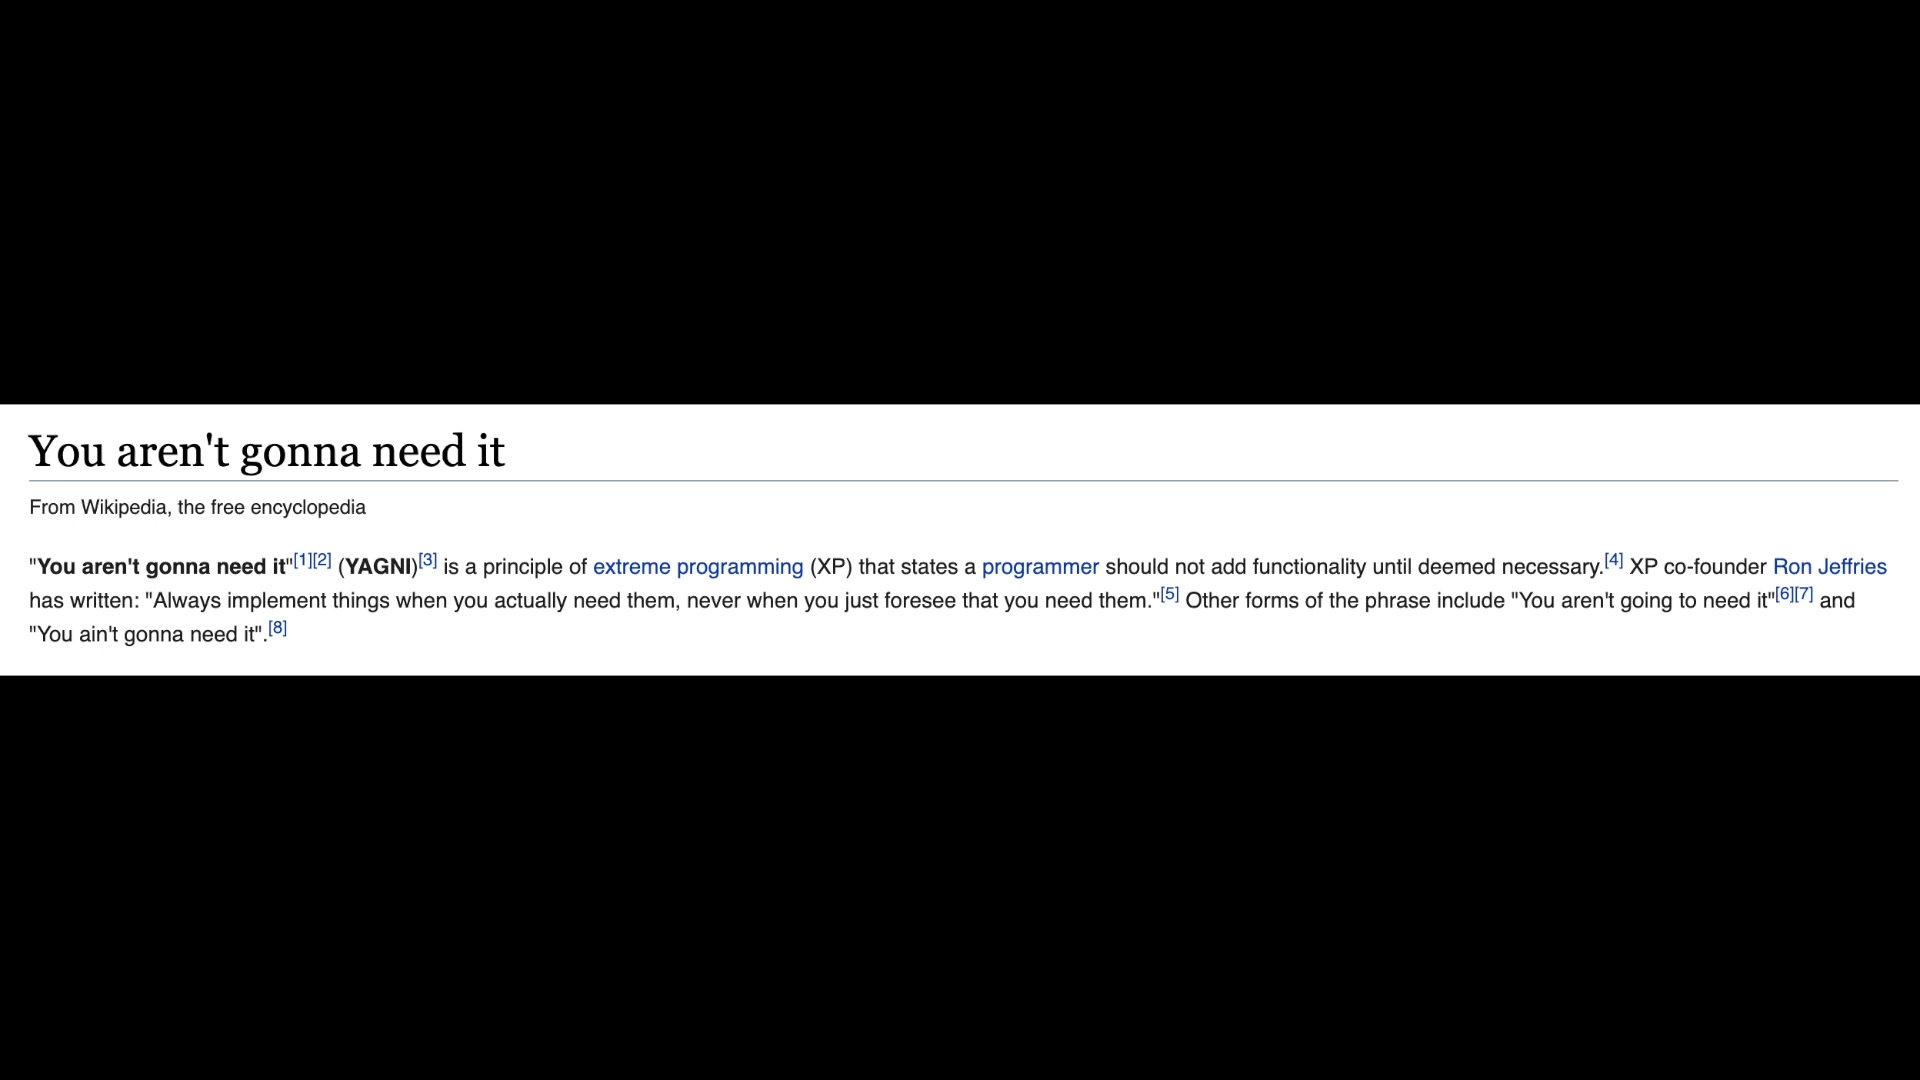 You aren't gonna need it
From Wikipedia, the free encyclopedia
"You aren't gonna need it"[1][2] (YAGNI)[3] is a principle of extreme programming (XP) that states a programmer should not add functionality until deemed necessary.[4] XP co-founder Ron Jeffries
has written: "Always implement things when you actually need them, never when you just foresee that you need them."[5] Other forms of the phrase include "You aren't going to need it"[6][7] and
"You ain't gonna need it".[8]